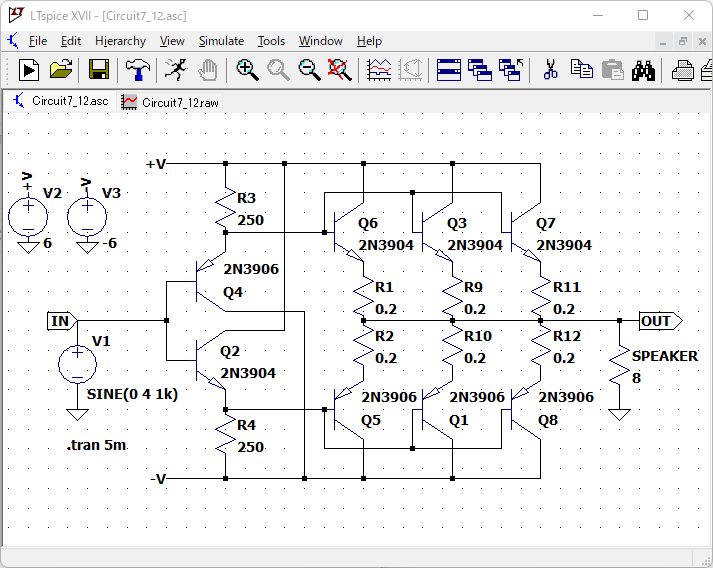 LTspice XVII - [Circuit7_12.asc]
File Edit Hierarchy View Simulate Tools Window Help
Circuit7_12.asc Circuit7_12.raw
+V
+V V2 -V V3
R3
250
Q6 Q3 Q7
2N3904 2N3904 2N3904
6 -6
2N3906
Q4
R1 R9 R11
0.2 0.2 0.2
IN OUT
V1
R2 R10 R12
0.2 0.2 0.2
Q2
2N3904
SPEAKER
8
SINE(0 4 1k)
2N3906 2N3906 2N3906
Q5 Q1 Q8
R4
250
.tran 5m
-V